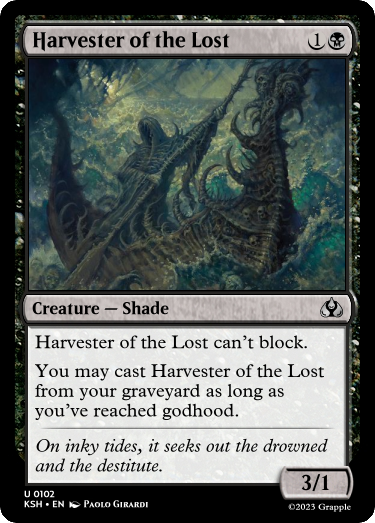 Harvester of the Lost 1
Creature — Shade
Harvester of the Lost can't block.
You may cast Harvester of the Lost
from your graveyard as long as
you've reached godhood.
On inky tides, it seeks out the drowned
and the destitute.
3/1
U 0102
KSH • EN Paolo Girardi
©2023 Grapple